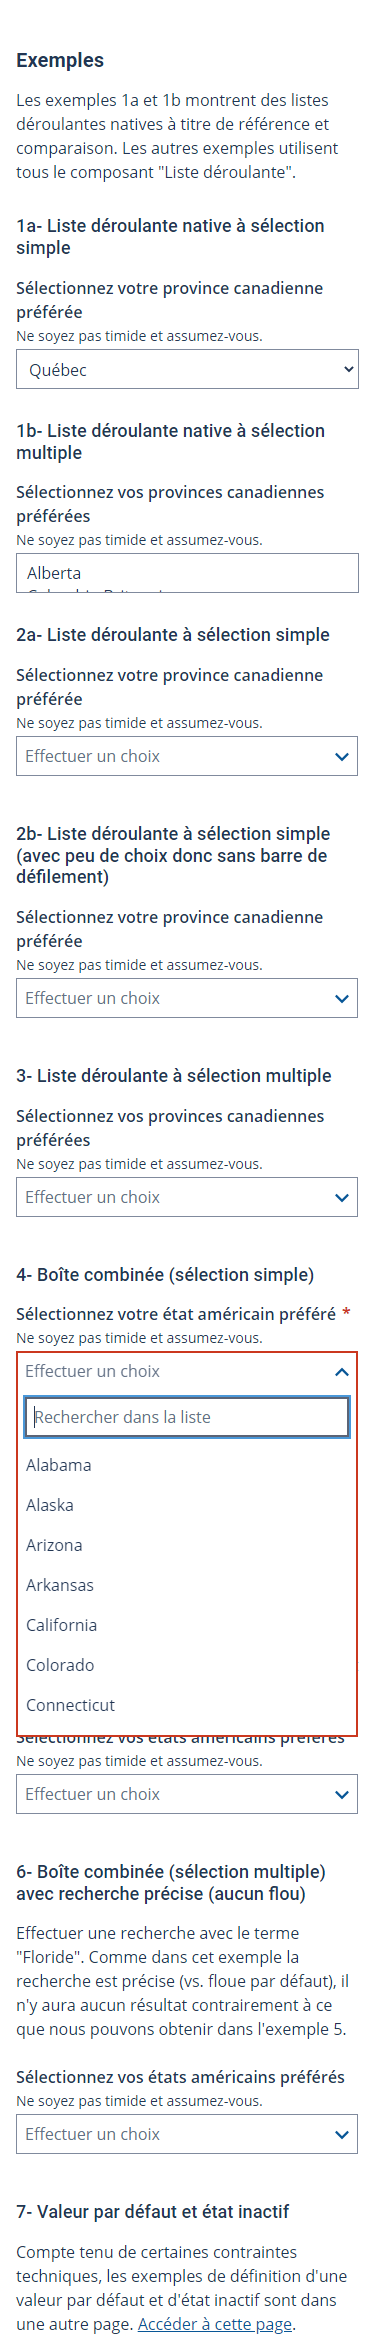 Exemples
Les exemples 1a et 1b montrent des listes
déroulantes natives à titre de référence et
comparaison. Les autres exemples utilisent
tous le composant "Liste déroulante".
1a- Liste déroulante native à sélection
simple
Sélectionnez votre province canadienne
préférée
Ne soyez pas timide et assumez-vous.
Québec
1b- Liste déroulante native à sélection
multiple
Sélectionnez vos provinces canadiennes
préférées
Ne soyez pas timide et assumez-vous.
Alberta
2a- Liste déroulante à sélection simple
Sélectionnez votre province canadienne
préférée
Ne soyez pas timide et assumez-vous.
Effectuer un choix
2b- Liste déroulante à sélection simple
(avec peu de choix donc sans barre de
défilement)
Sélectionnez votre province canadienne
préférée
Ne soyez pas timide et assumez-vous.
Effectuer un choix
3- Liste déroulante à sélection multiple
Sélectionnez vos provinces canadiennes
préférées
Ne soyez pas timide et assumez-vous.
Effectuer un choix
4- Boîte combinée (sélection simple)
Sélectionnez votre état américain préféré *
Ne soyez pas timide et assumez-vous.
Effectuer un choix
Rechercher dans la liste
Alabama
Alaska
Arizona
Arkansas
California
Colorado
Connecticut
Sélectionnez vos états américains préférés
Ne soyez pas timide et assumez-vous.
Effectuer un choix
6- Boîte combinée (sélection multiple)
avec recherche précise (aucun flou)
Effectuer une recherche avec le terme
"Floride". Comme dans cet exemple la
recherche est précise (vs. floue par défaut), il
n'y aura aucun résultat contrairement à ce
que nous pouvons obtenir dans l'exemple 5.
Sélectionnez vos états américains préférés
Ne soyez pas timide et assumez-vous.
Effectuer un choix
7- Valeur par défaut et état inactif
Compte tenu de certaines contraintes
techniques, les exemples de définition d'une
valeur par défaut et d'état inactif sont dans
une autre page. Accéder à cette page.